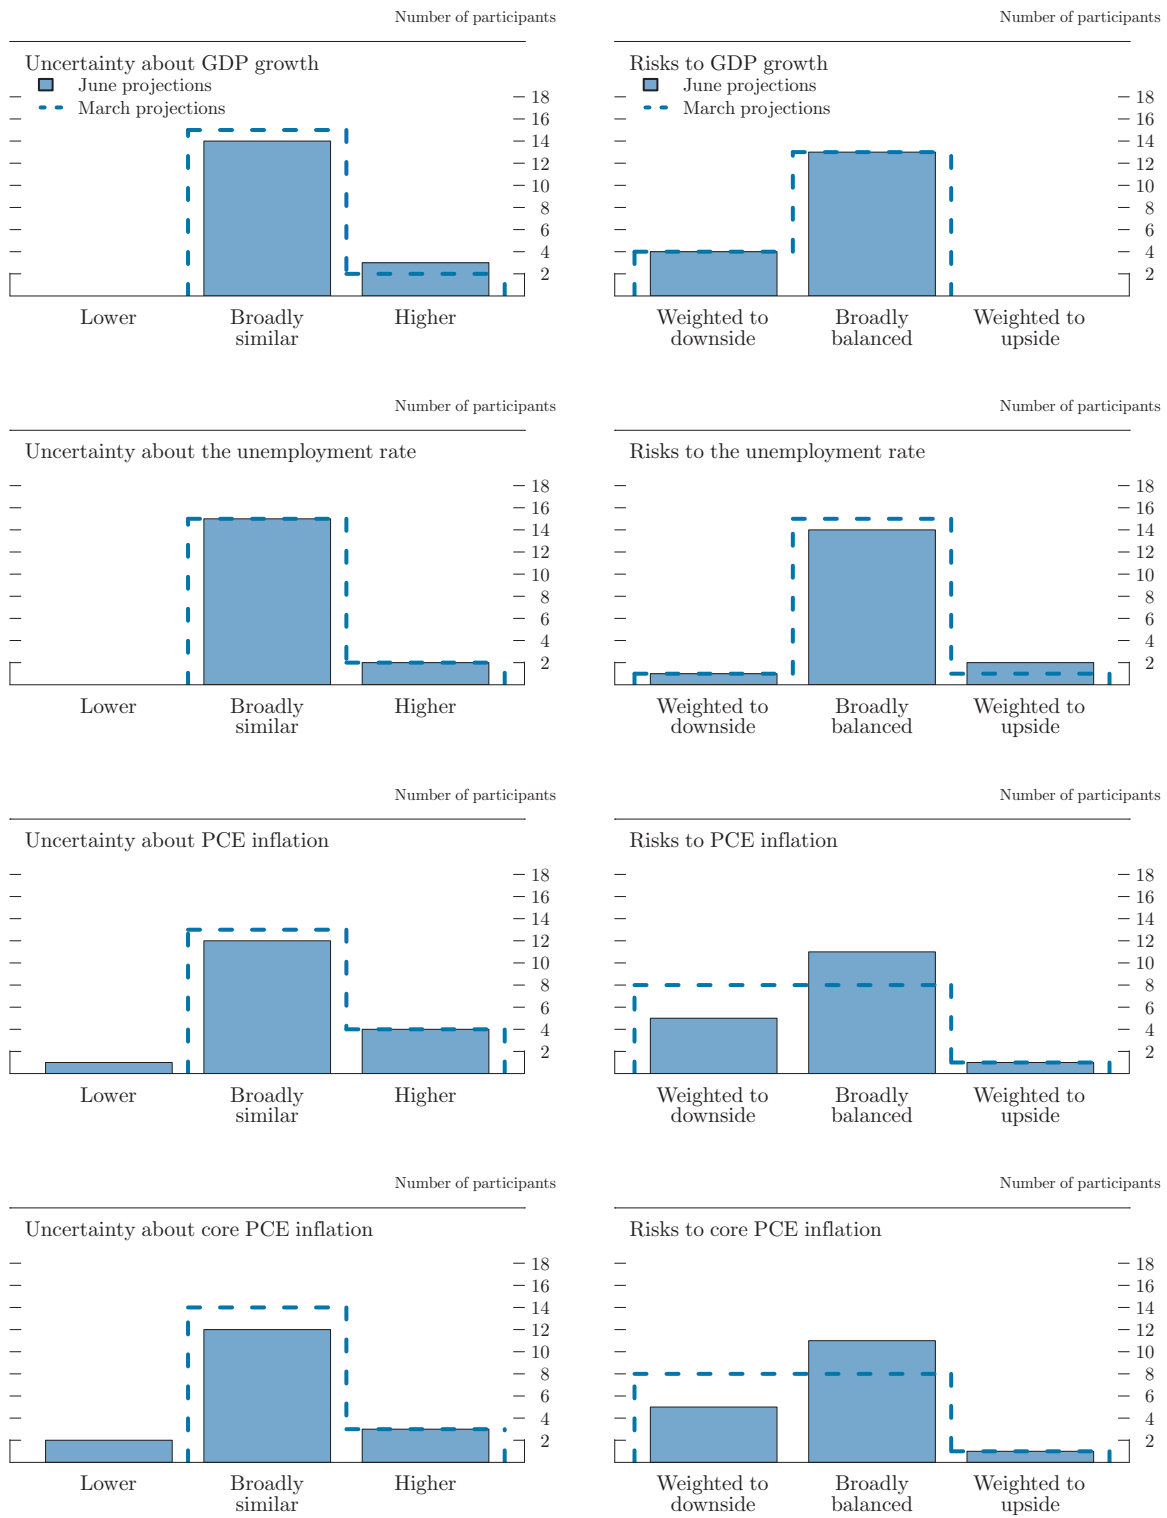 Number of participants
Uncertainty about GDP growth
June projections
March projections
18
16
14
12
10
8
6
4
2
Lower
Broadly
similar
Higher
Number of participants
Risks to GDP growth
June projections
March projections
18
16
14
12
10
8
6
4
2
Weighted to
downside
Broadly
balanced
Weighted to
upside
Number of participants
Uncertainty about the unemployment rate
18
16
14
12
10
8
6
4
2
Lower
Broadly
similar
Higher
Number of participants
Risks to the unemployment rate
18
16
14
12
10
8
6
4
2
Weighted to
downside
Broadly
balanced
Weighted to
upside
Number of participants
Uncertainty about PCE inflation
18
16
14
12
10
8
6
4
2
Lower
Broadly
similar
Higher
Number of participants
Risks to PCE inflation
18
16
14
12
10
8
6
4
2
Weighted to
downside
Broadly
balanced
Weighted to
upside
Number of participants
Uncertainty about core PCE inflation
18
16
14
12
10
8
6
4
2
Lower
Broadly
similar
Higher
Number of participants
Risks to core PCE inflation
18
16
14
12
10
8
6
4
2
Weighted to
downside
Broadly
balanced
Weighted to
upside